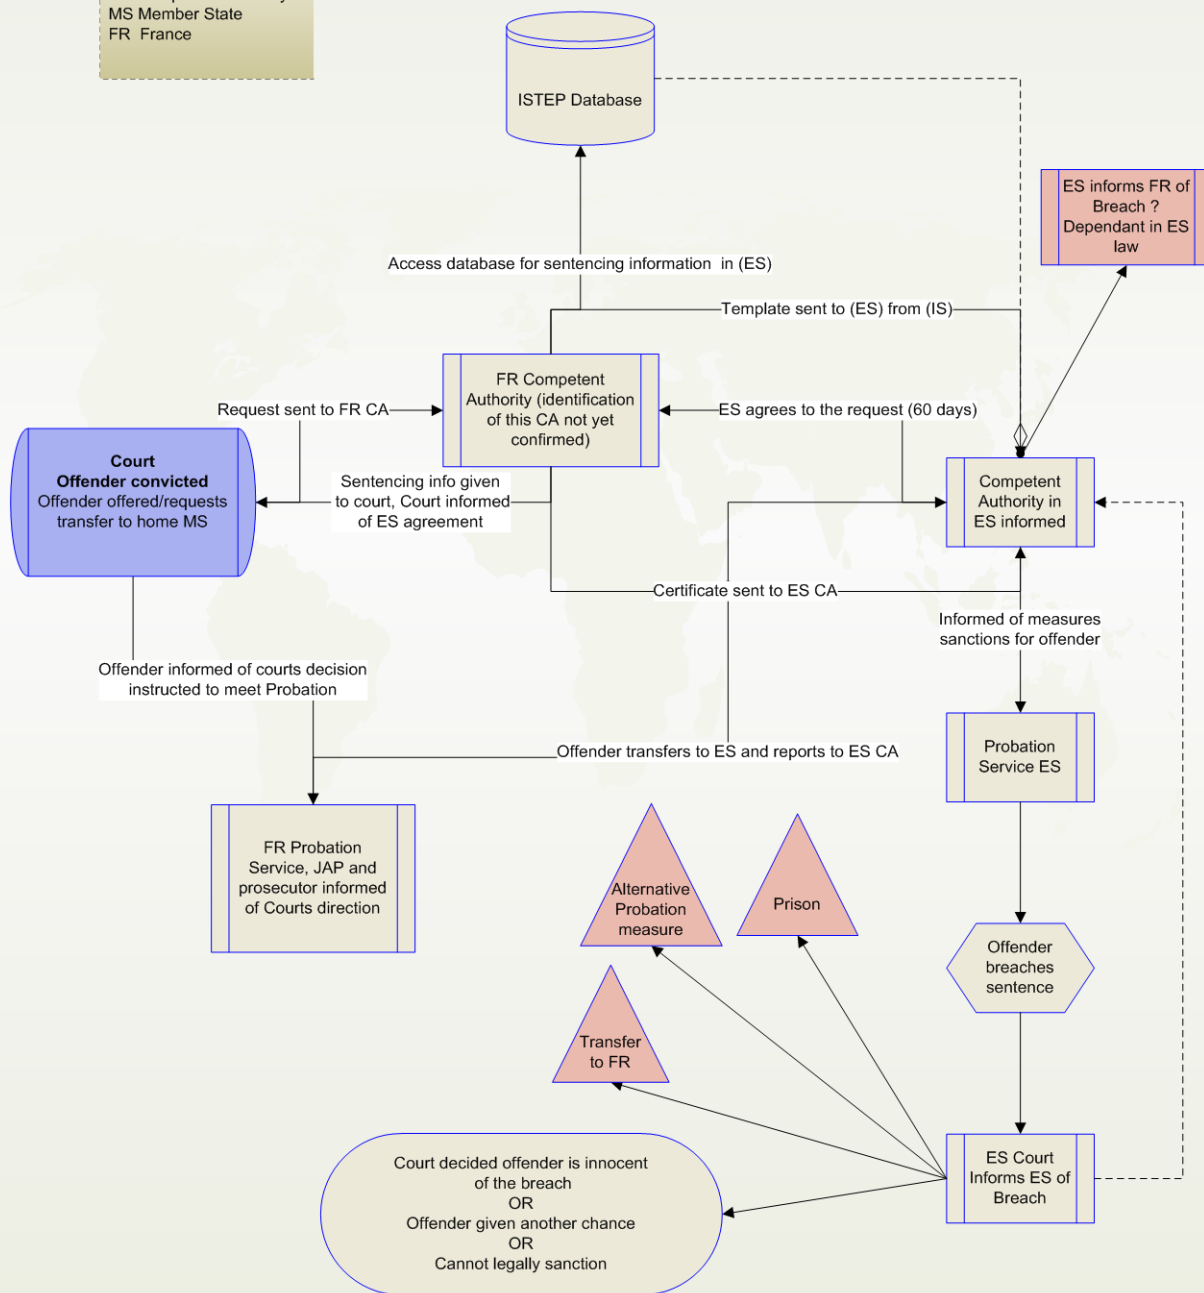 MS Member State
FR France
ISTEP Database
ES informs FR of
Breach ?
Dependant in ES
law
Access database for sentencing information in (ES)
Template sent to (ES) from (IS)
FR Competent
Authority (identification
of this CA not yet
confirmed)
Request sent to FR CA
ES agrees to the request (60 days)
Court
Offender convicted
Offender offered/requests
transfer to home MS
Sentencing info given
to court, Court informed
of ES agreement
Competent
Authority in
ES informed
Certificate sent to ES CA
Informed of measures
sanctions for offender
Offender informed of courts decision
instructed to meet Probation
Offender transfers to ES and reports to ES CA
Probation
Service ES
FR Probation
Service, JAP and
prosecutor informed
of Courts direction
Alternative
Probation
measure
Prison
Offender
breaches
sentence
Transfer
to FR
ES Court
Informs ES of
Breach
Court decided offender is innocent
of the breach
OR
Offender given another chance
OR
Cannot legally sanction